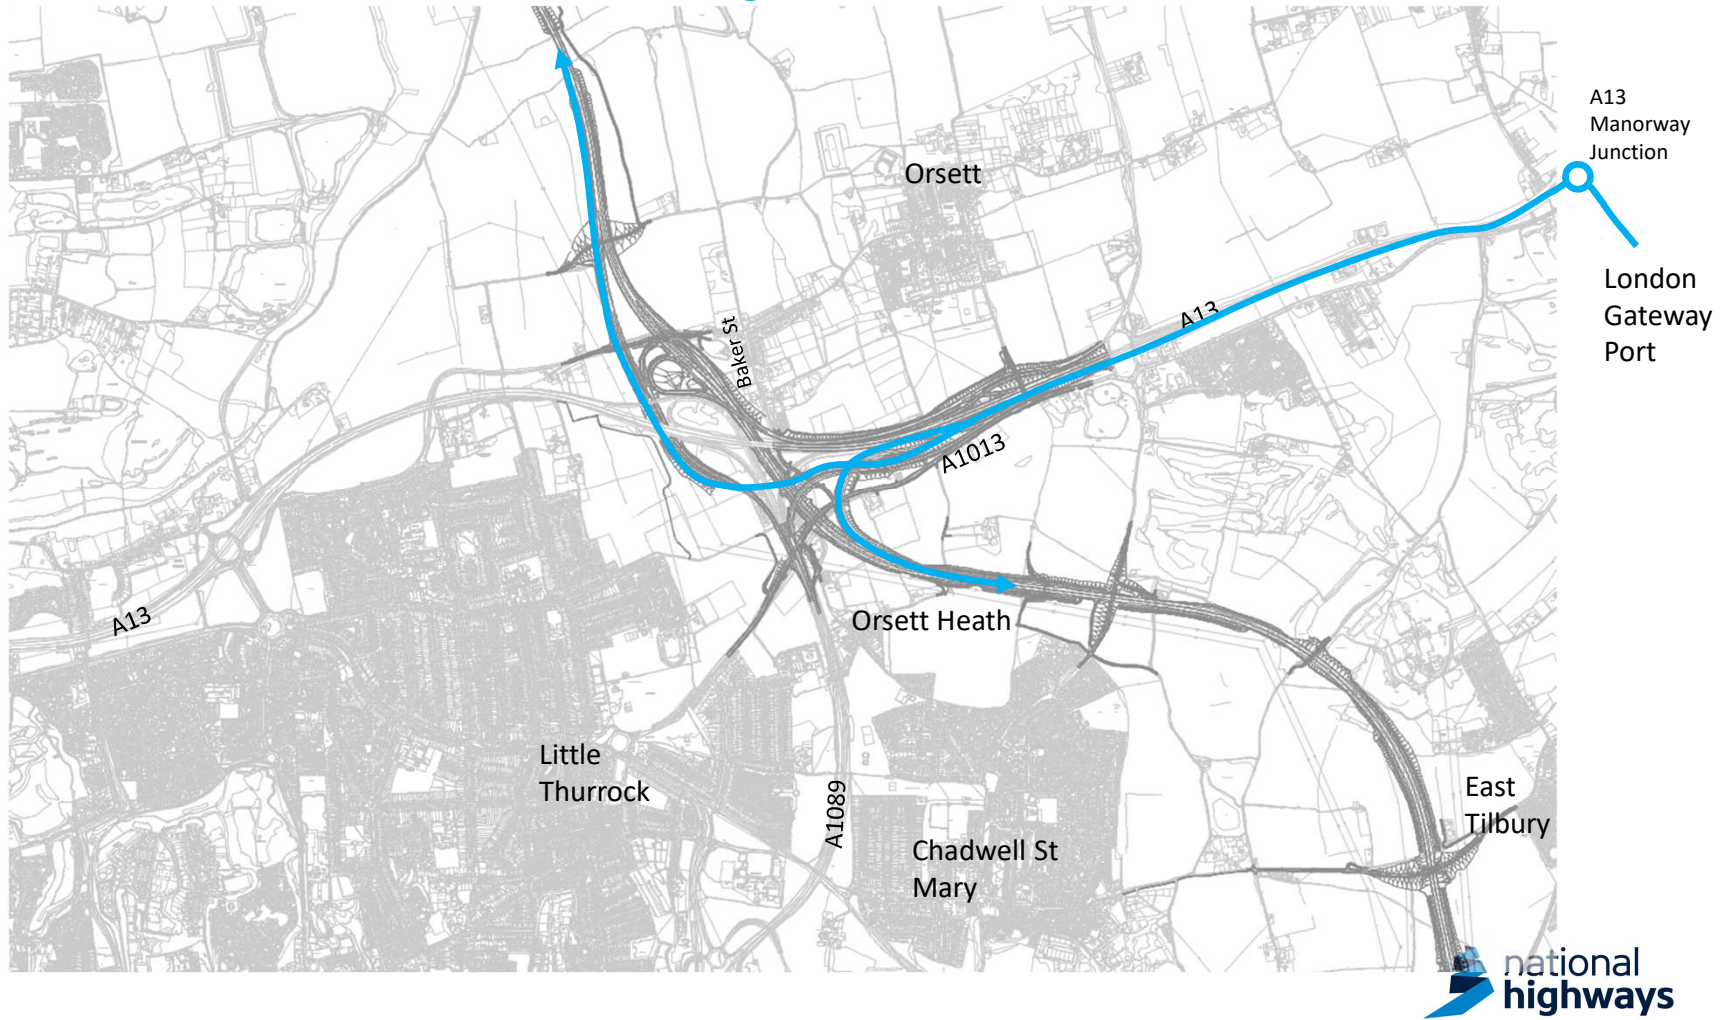 A13
Manorway
Junction
Orsett
London
Gateway
Port
A13
Baker St
A1013
A13
Orsett Heath
Little
Thurrock
A1089
East
Tilbury
Chadwell St
Mary
national
highways